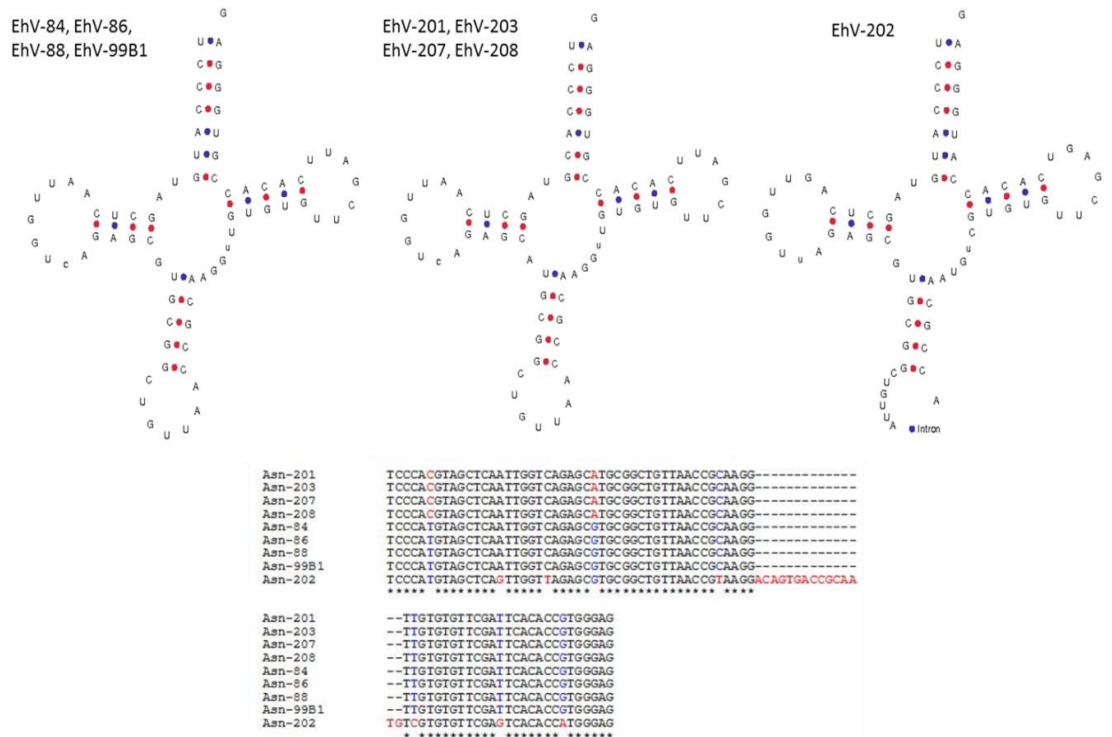 EhV-84, EhV-86,
EhV-88, EhV-99B1
EhV-201, EhV-203
EhV-207, EhV-208
EhV-202
Intron
Asn-201 TCCCACGTAGCTCAATTGGTCAGAGCATGCGGCTGTTAACCGCAAGG-------------
Asn-203 TCCCACGTAGCTCAATTGGTCAGAGCATGCGGCTGTTAACCGCAAGG-------------
Asn-207 TCCCACGTAGCTCAATTGGTCAGAGCATGCGGCTGTTAACCGCAAGG-------------
Asn-208 TCCCACGTAGCTCAATTGGTCAGAGCATGCGGCTGTTAACCGCAAGG-------------
Asn-84 TCCCATGTAGCTCAATTGGTCAGAGCGTGCGGCTGTTAACCGCAAGG-------------
Asn-86 TCCCATGTAGCTCAATTGGTCAGAGCGTGCGGCTGTTAACCGCAAGG-------------
Asn-88 TCCCATGTAGCTCAATTGGTCAGAGCGTGCGGCTGTTAACCGCAAGG-------------
Asn-99B1 TCCCATGTAGCTCAATTGGTCAGAGCGTGCGGCTGTTAACCGCAAGG-------------
Asn-202 TCCCATGTAGCTCAGTTGGTTAGAGCGTGCGGCTGTTAACCGTAAGGACAGTGACCGCAA
***** ******** ***** ***** *************** ****
Asn-201 --TTGTGTGTTCGATTCACACCGTGGGAG
Asn-203 --TTGTGTGTTCGATTCACACCGTGGGAG
Asn-207 --TTGTGTGTTCGATTCACACCGTGGGAG
Asn-208 --TTGTGTGTTCGATTCACACCGTGGGAG
Asn-84 --TTGTGTGTTCGATTCACACCGTGGGAG
Asn-86 --TTGTGTGTTCGATTCACACCGTGGGAG
Asn-88 --TTGTGTGTTCGATTCACACCGTGGGAG
Asn-99B1 --TTGTGTGTTCGATTCACACCGTGGGAG
Asn-202 TGTCGTGTGTTCGAGTCACACCATGGGAG
* ********** ******* ******